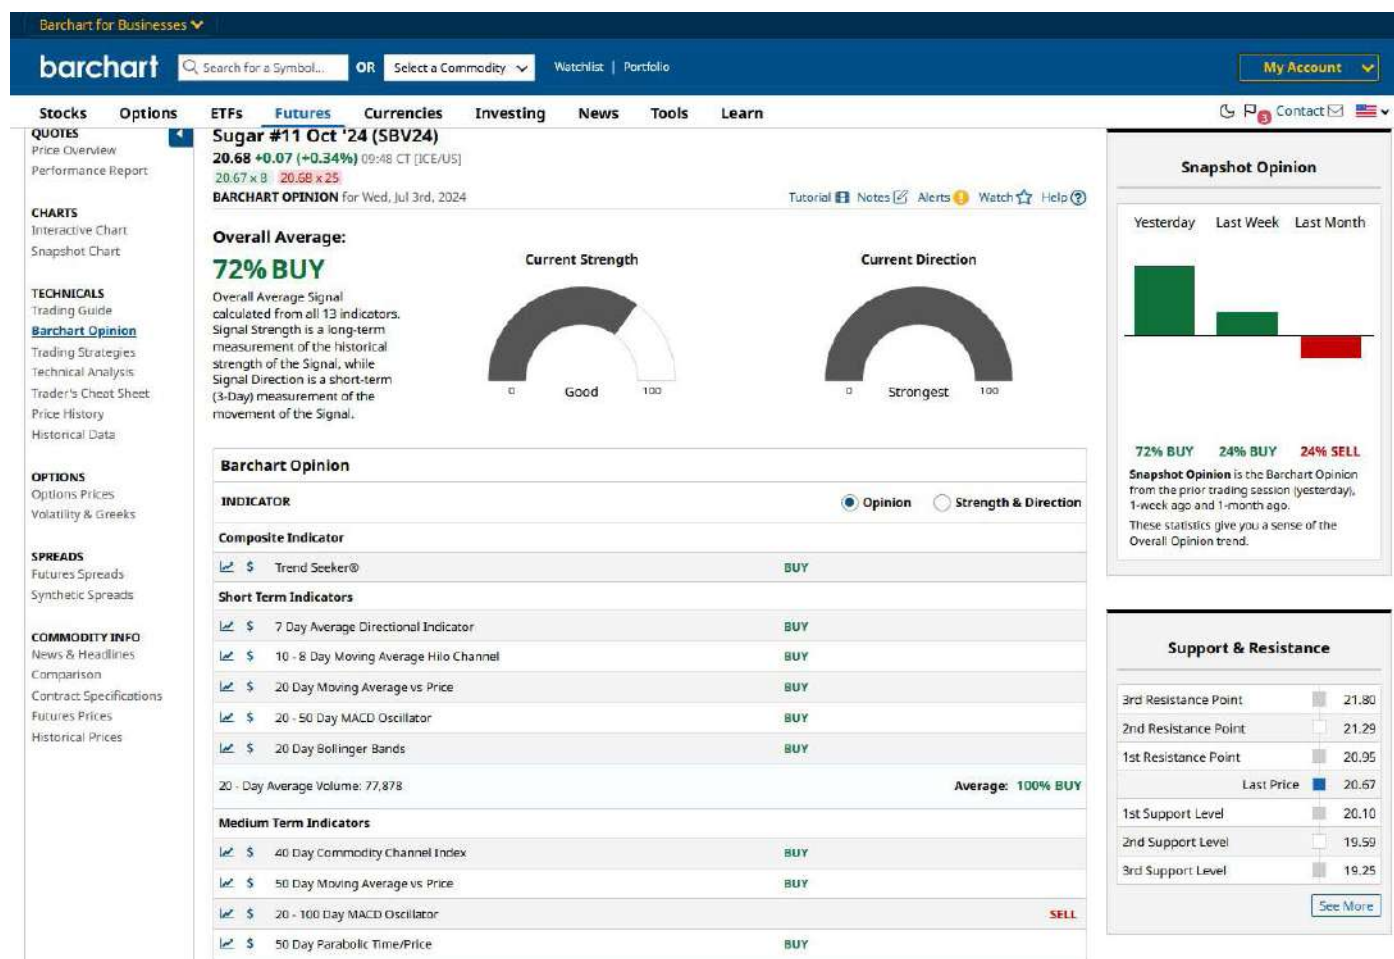 Barchart for Businesses
barchart
Search for a Symbol...
OR
Select a Commodity
Watchlist | Portfolio
My Account
Stocks Options ETFs Futures Currencies Investing News Tools Learn
3 Contact
QUOTES
Price Overview
Performance Report
CHARTS
Interactive Chart
Snapshot Chart
TECHNICALS
Trading Guide
Barchart Opinion
Trading Strategies
Technical Analysis
Trader's Cheat Sheet
Price History
Historical Data
OPTIONS
Options Prices
Volatility & Greeks
SPREADS
Futures Spreads
Synthetic Spreads
COMMODITY INFO
News & Headlines
Comparison
Contract Specifications
Futures Prices
Historical Prices
Sugar #11 Oct '24 (SBV24)
20.68 +0.07 (+0.34%) 09:48 CT [ICE/US]
20.67 x 8 20.68 x 25
BARCHART OPINION for Wed, Jul 3rd, 2024
Tutorial Notes Alerts Watch Help
Overall Average:
72% BUY
Overall Average Signal
calculated from all 13 indicators.
Signal Strength is a long-term
measurement of the historical
strength of the Signal, while
Signal Direction is a short-term
(3-Day) measurement of the
movement of the Signal.
Current Strength
0 Good 100
Current Direction
0 Strongest 100
Barchart Opinion
INDICATOR Opinion Strength & Direction
Composite Indicator
$ Trend Seeker® BUY
Short Term Indicators
$ 7 Day Average Directional Indicator BUY
$ 10 - 8 Day Moving Average Hilo Channel BUY
$ 20 Day Moving Average vs Price BUY
$ 20 - 50 Day MACD Oscillator BUY
$ 20 Day Bollinger Bands BUY
20 - Day Average Volume: 77,878 Average: 100% BUY
Medium Term Indicators
$ 40 Day Commodity Channel Index BUY
$ 50 Day Moving Average vs Price BUY
$ 20 - 100 Day MACD Oscillator SELL
$ 50 Day Parabolic Time/Price BUY
Snapshot Opinion
Yesterday Last Week Last Month
72% BUY 24% BUY 24% SELL
Snapshot Opinion is the Barchart Opinion
from the prior trading session (yesterday),
1-week ago and 1-month ago.
These statistics give you a sense of the
Overall Opinion trend.
Support & Resistance
3rd Resistance Point 21.80
2nd Resistance Point 21.29
1st Resistance Point 20.95
Last Price 20.67
1st Support Level 20.10
2nd Support Level 19.59
3rd Support Level 19.25
See More